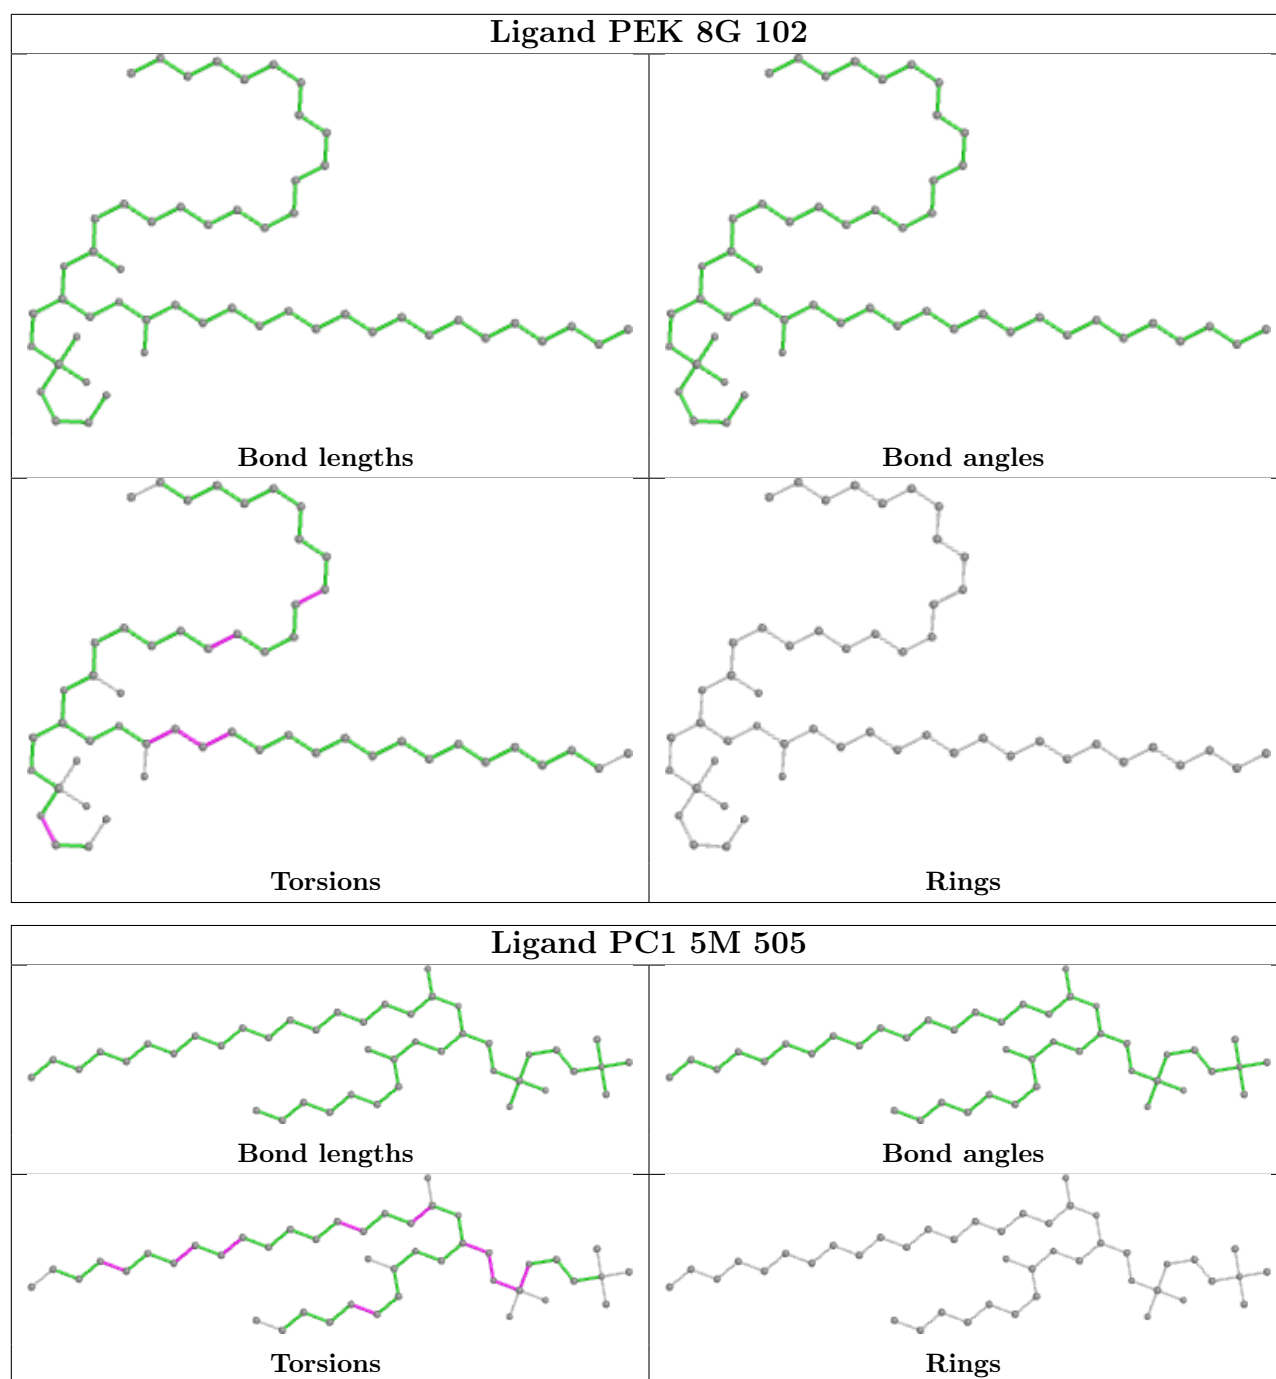 Ligand PEK 8G 102
Bond lengths
Bond angles
Torsions
Rings
Ligand PC1 5M 505
Bond lengths
Bond angles
Torsions
Rings